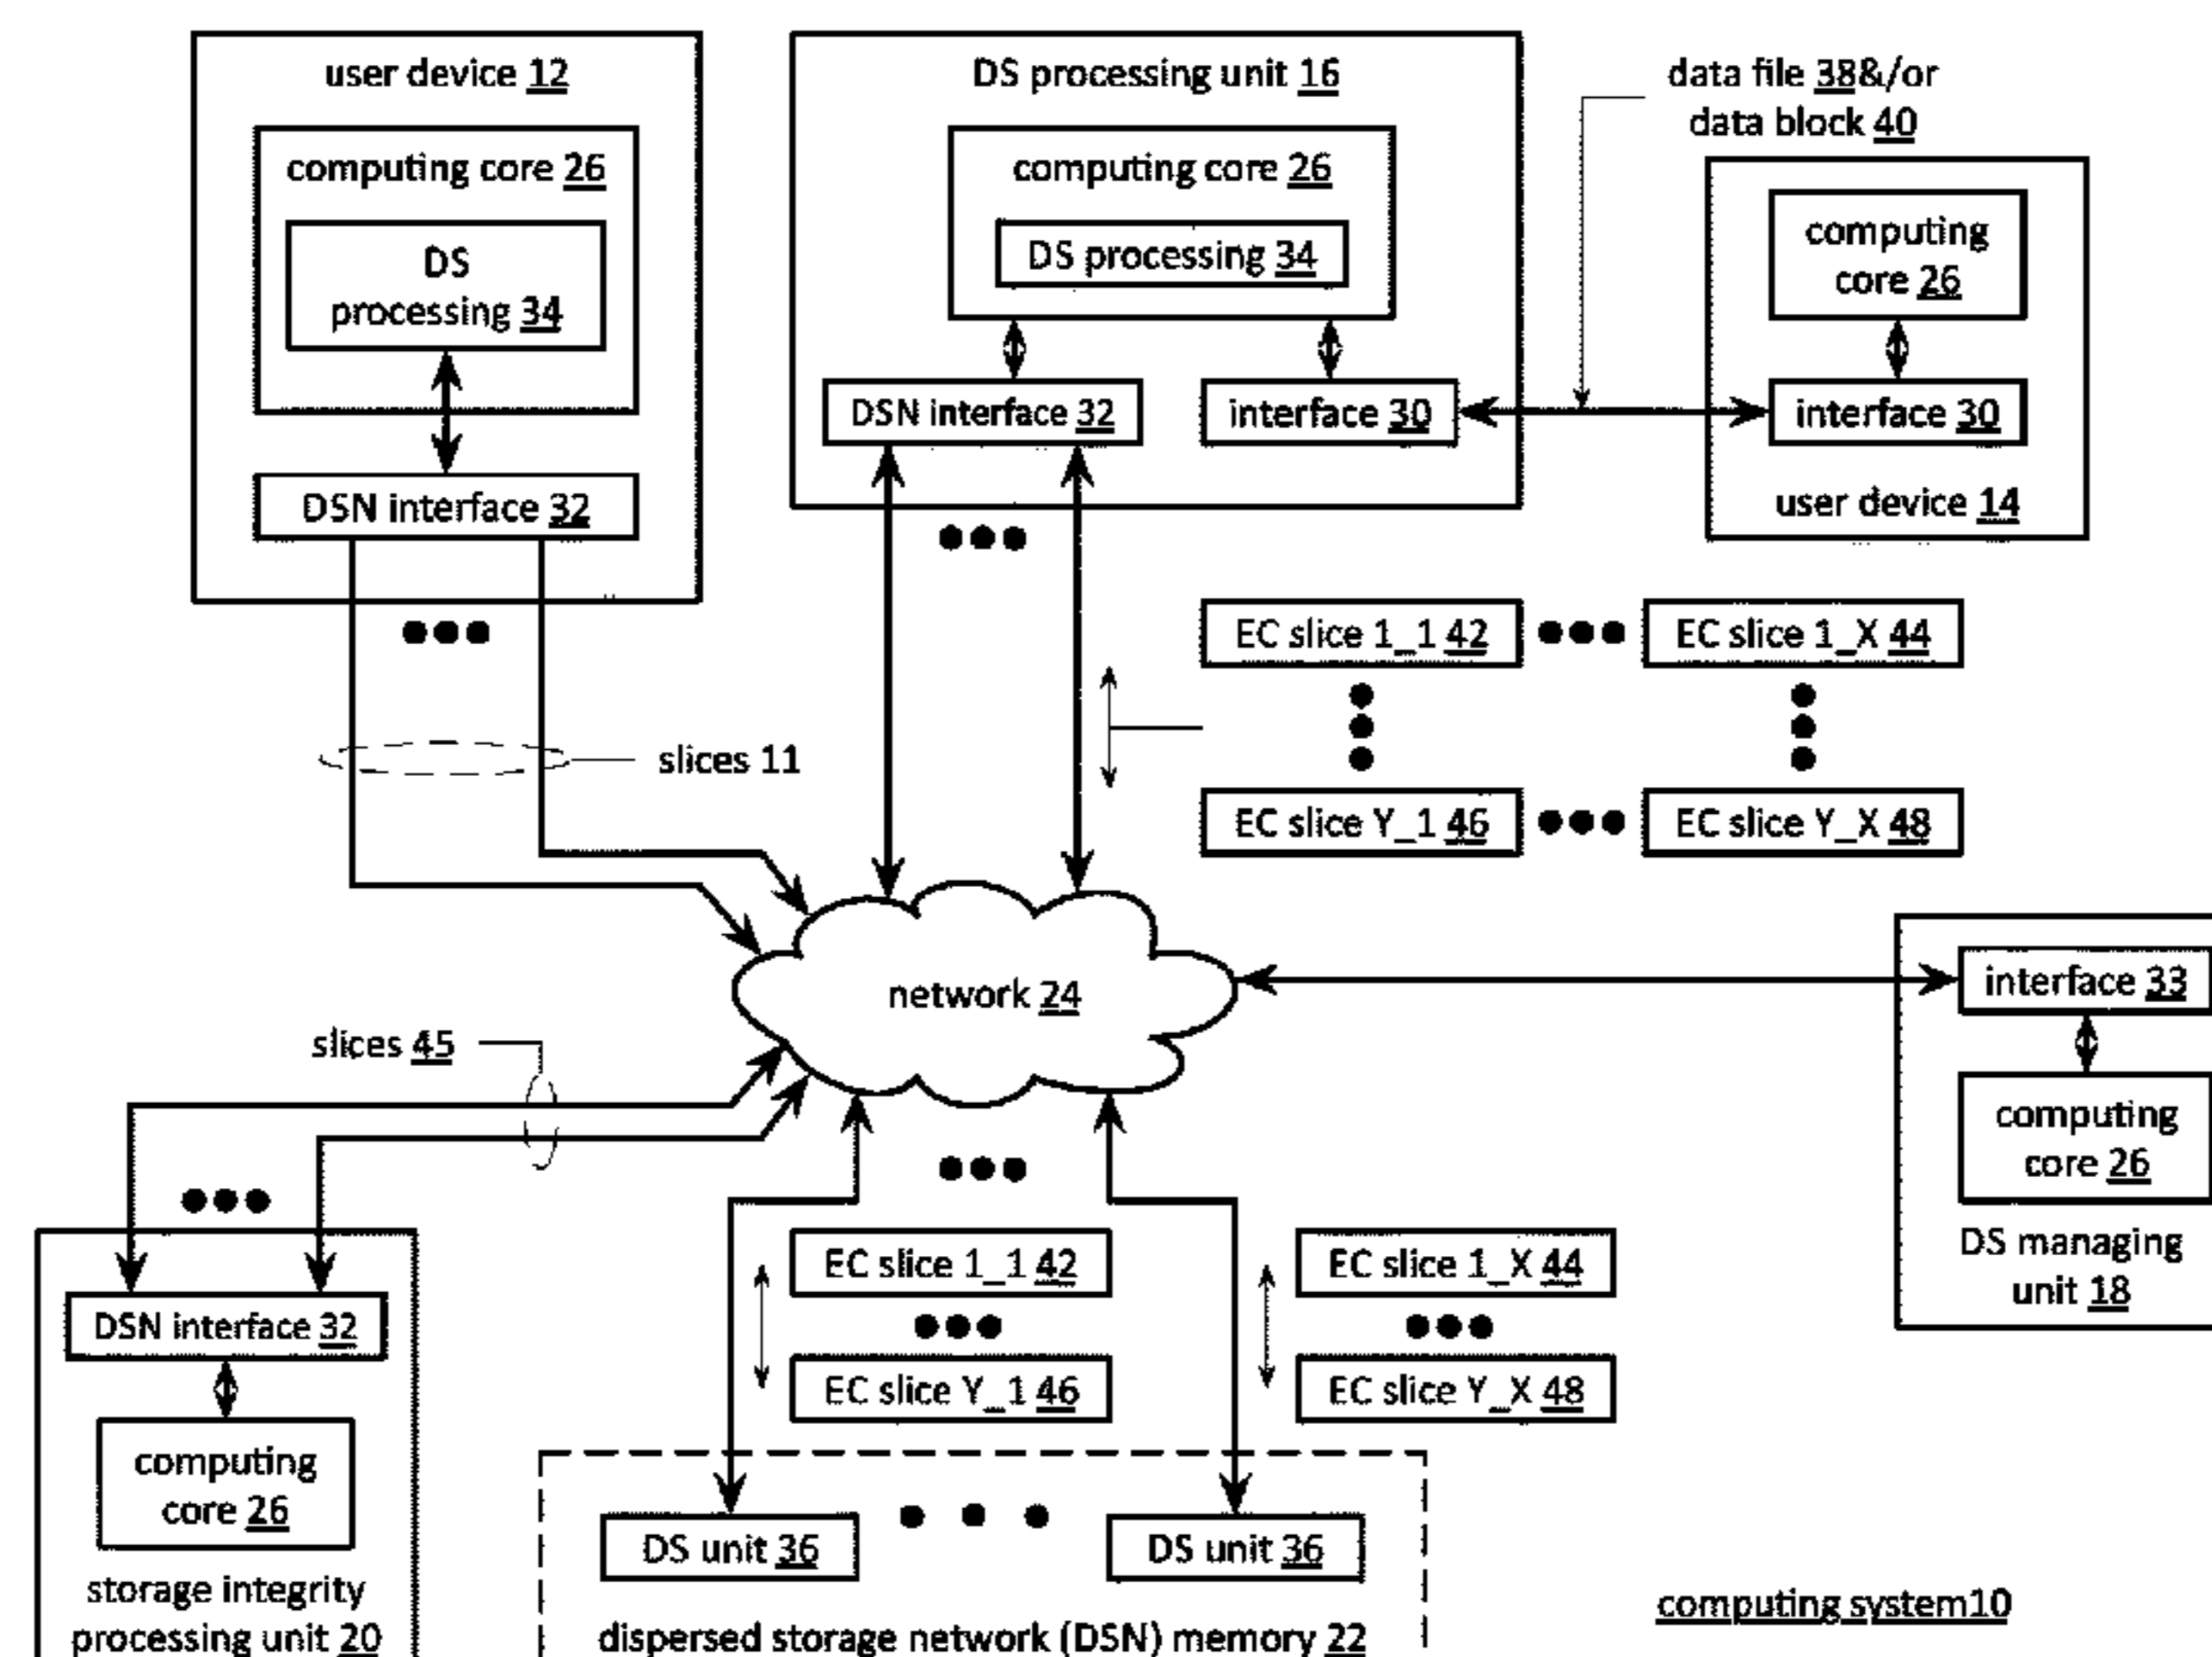 user device 12
computing core 26
DS
processing 34
DSN interface 32
DS processing unit 16
computing core 26
DS processing 34
DSN interface 32
interface 30
data file 38&/or
data block 40
computing
core 26
interface 30
user device 14
slices 11
EC slice 1_1 42
EC slice 1_X 44
EC slice Y_1 46
EC slice Y_X 48
network 24
interface 33
computing
core 26
DS managing
unit 18
slices 45
DSN interface 32
computing
core 26
storage integrity
processing unit 20
EC slice 1_1 42
EC slice Y_1 46
EC slice 1_X 44
EC slice Y_X 48
DS unit 36
DS unit 36
dispersed storage network (DSN) memory 22
computing system10